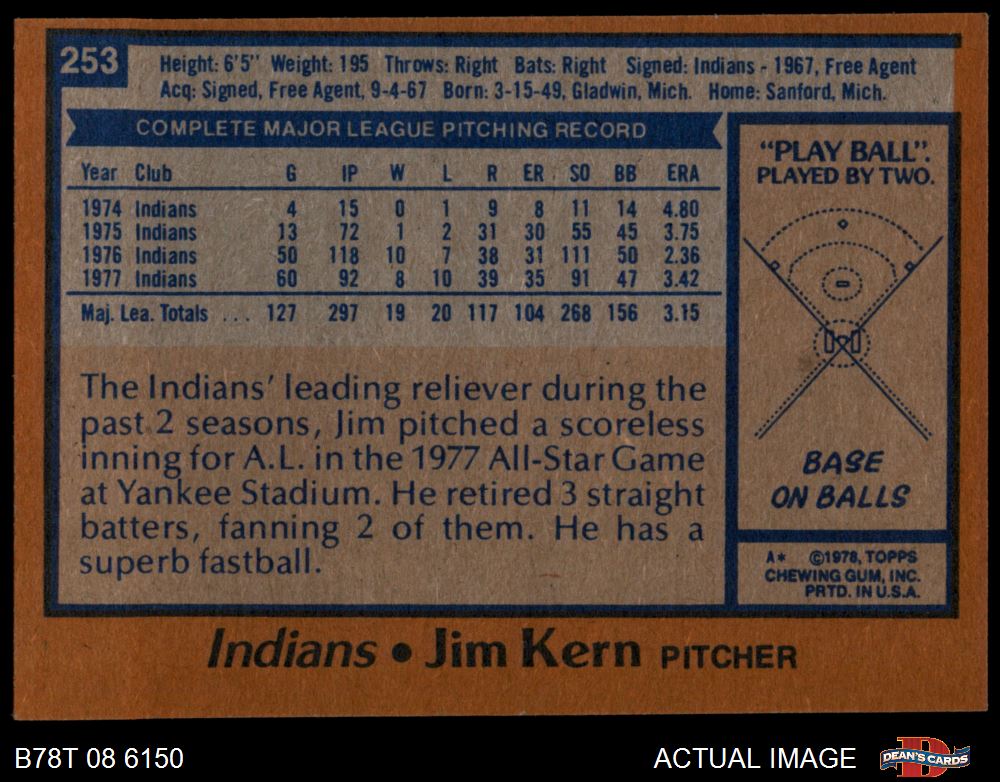 253
Height: 6'5" Weight: 195 Throws: Right Bats: Right Signed: Indians - 1967, Free Agent
Acq: Signed, Free Agent, 9-4-67 Born: 3-15-49, Gladwin, Mich. Home: Sanford, Mich.
COMPLETE MAJOR LEAGUE PITCHING RECORD
Year Club G IP W L R ER SO BB ERA
1974 Indians 4 15 0 1 9 8 11 14 4.80
1975 Indians 13 72 1 2 31 30 55 45 3.75
1976 Indians 50 118 10 7 38 31 111 50 2.36
1977 Indians 60 92 8 10 39 35 91 47 3.42
Maj. Lea. Totals ... 127 297 19 20 117 104 268 156 3.15
The Indians' leading reliever during the
past 2 seasons, Jim pitched a scoreless
inning for A.L. in the 1977 All-Star Game
at Yankee Stadium. He retired 3 straight
batters, fanning 2 of them. He has a
superb fastball.
"PLAY BALL".
PLAYED BY TWO.
BASE
ON BALLS
A* ©1978, TOPPS
CHEWING GUM, INC.
PRTD. IN U.S.A.
Indians • Jim Kern PITCHER
B78T 08 6150
ACTUAL IMAGE
DEAN'S CARDS